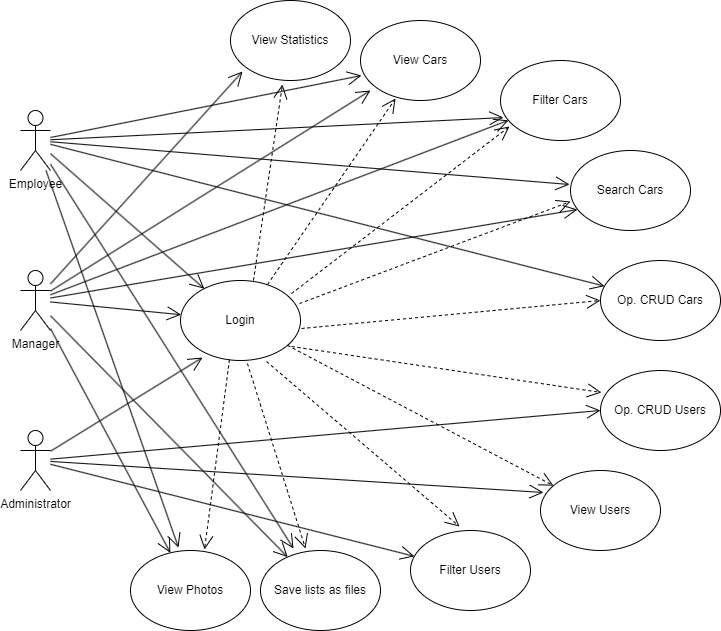 View Statistics
View Cars
Filter Cars
Employee
Search Cars
Op. CRUD Cars
Login
Manager
Op. CRUD Users
Administrator
View Users
Filter Users
View Photos
Save lists as files